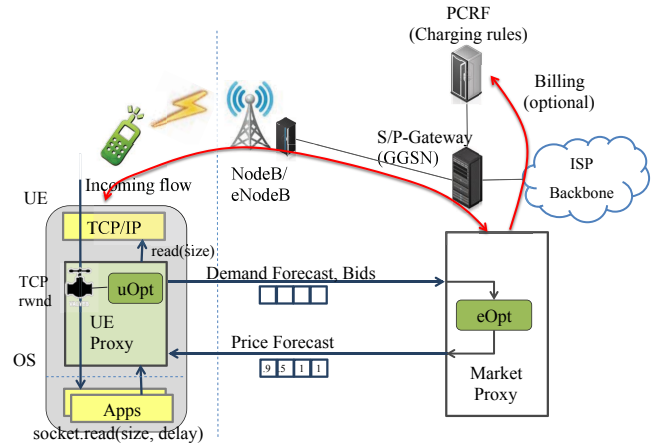 PCRF
(Charging rules)
Billing
(optional)
S/P-Gateway
(GGSN)
ISP
Backbone
NodeB/
eNodeB
Incoming flow
UE
TCP/IP
read(size)
TCP
rwnd
uOpt
UE
Proxy
Demand Forecast, Bids
eOpt
Price Forecast
.9 5 .1 .1
Market
Proxy
OS
Apps
socket.read(size, delay)